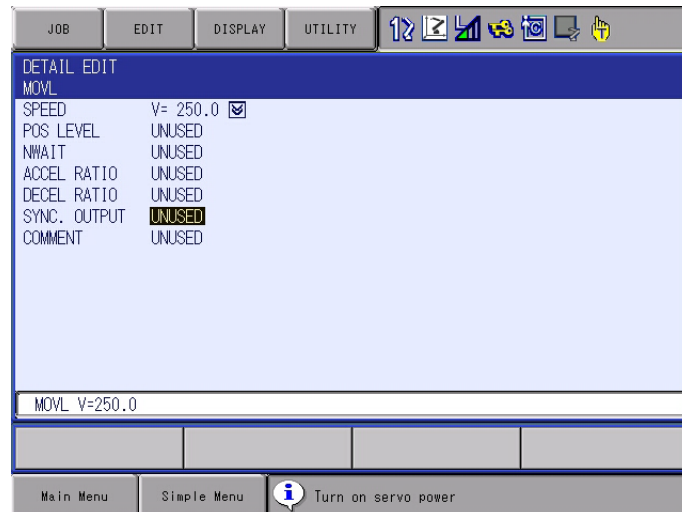 JOB EDIT DISPLAY UTILITY
DETAIL EDIT
MOVL
SPEED V= 250.0
POS LEVEL UNUSED
NWAIT UNUSED
ACCEL RATIO UNUSED
DECEL RATIO UNUSED
SYNC. OUTPUT UNUSED
COMMENT UNUSED
MOVL V=250.0
Main Menu Simple Menu Turn on servo power